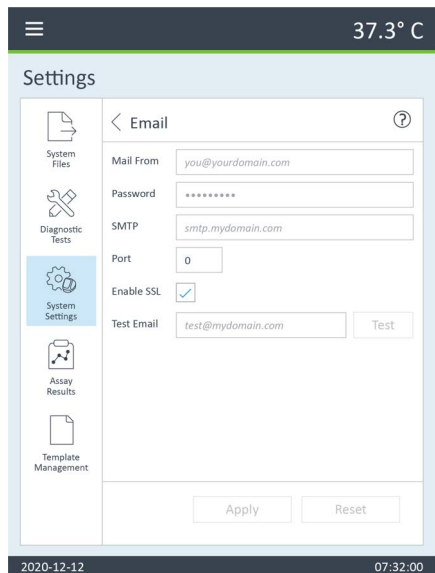 37.3° C
Settings
System
Files
Diagnostic
Tests
System
Settings
Assay
Results
Template
Management
Email
?
Mail From
you@yourdomain.com
Password
•••••••••
SMTP
smtp.mydomain.com
Port
0
Enable SSL
Test Email
test@mydomain.com
Test
Apply
Reset
2020-12-12
07:32:00